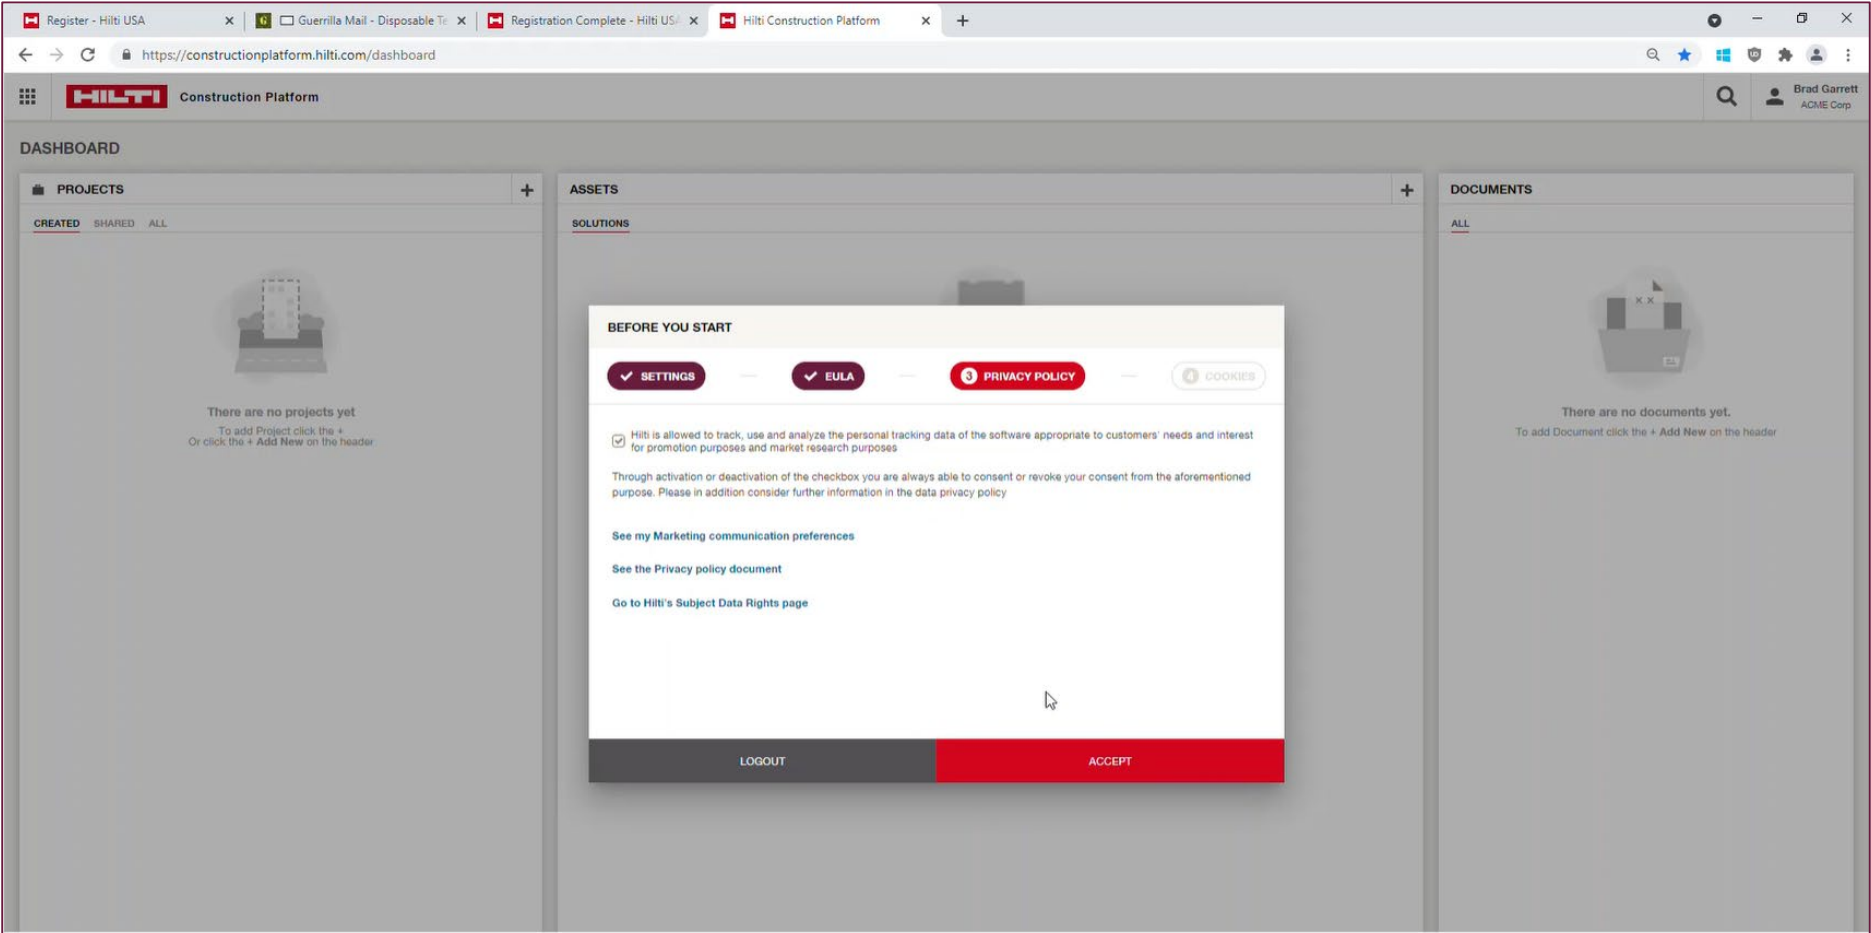 Register - Hilti USA
Guerrilla Mail - Disposable Te
Registration Complete - Hilti USA
Hilti Construction Platform
https://constructionplatform.hilti.com/dashboard
HILTI
Construction Platform
Brad Garrett
ACME Corp
DASHBOARD
PROJECTS
CREATED SHARED ALL
There are no projects yet
To add Project click the +
Or click the + Add New on the header
ASSETS
SOLUTIONS
DOCUMENTS
ALL
There are no documents yet.
To add Document click the + Add New on the header
BEFORE YOU START
SETTINGS
EULA
3 PRIVACY POLICY
4 COOKIES
Hilti is allowed to track, use and analyze the personal tracking data of the software appropriate to customers' needs and interest
for promotion purposes and market research purposes
Through activation or deactivation of the checkbox you are always able to consent or revoke your consent from the aforementioned
purpose. Please in addition consider further information in the data privacy policy
See my Marketing communication preferences
See the Privacy policy document
Go to Hilti's Subject Data Rights page
LOGOUT
ACCEPT